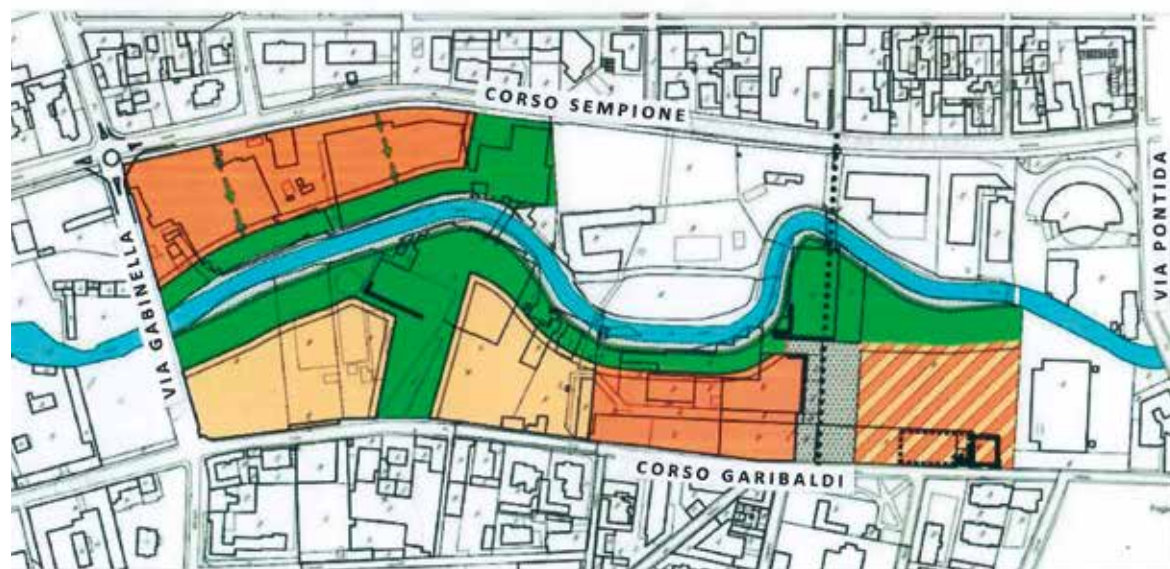 CORSO SEMPIONE
VIA GABINELLA
VIA PONTIDA
CORSO GARIBALDI